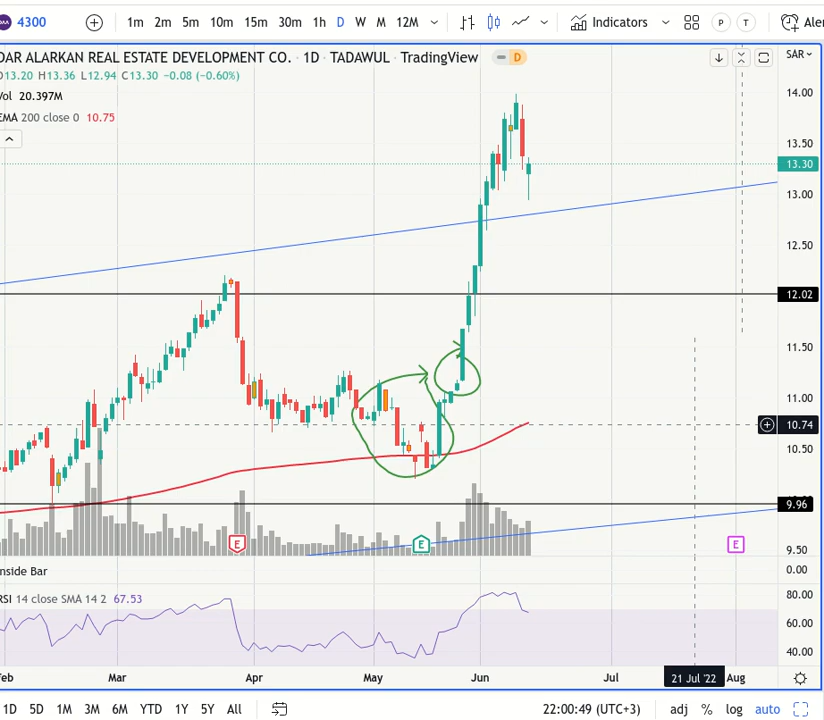 4300 1m 2m 5m 10m 15m 30m 1h D W M 12M Indicators P T Aler
DAR ALARKAN REAL ESTATE DEVELOPMENT CO. · 1D · TADAWUL · TradingView D SAR
O13.20 H13.36 L12.94 C13.30 −0.08 (−0.60%)
Vol 20.397M
EMA 200 close 0 10.75
14.00
13.50
13.30
13.00
12.50
12.02
11.50
11.00
10.74
10.50
9.96
9.50
E E E
nside Bar 0.00
RSI 14 close SMA 14 2 67.53
80.00
60.00
40.00
Feb Mar Apr May Jun Jul 21 Jul '22 Aug
1D 5D 1M 3M 6M YTD 1Y 5Y All 22:00:49 (UTC+3) adj % log auto